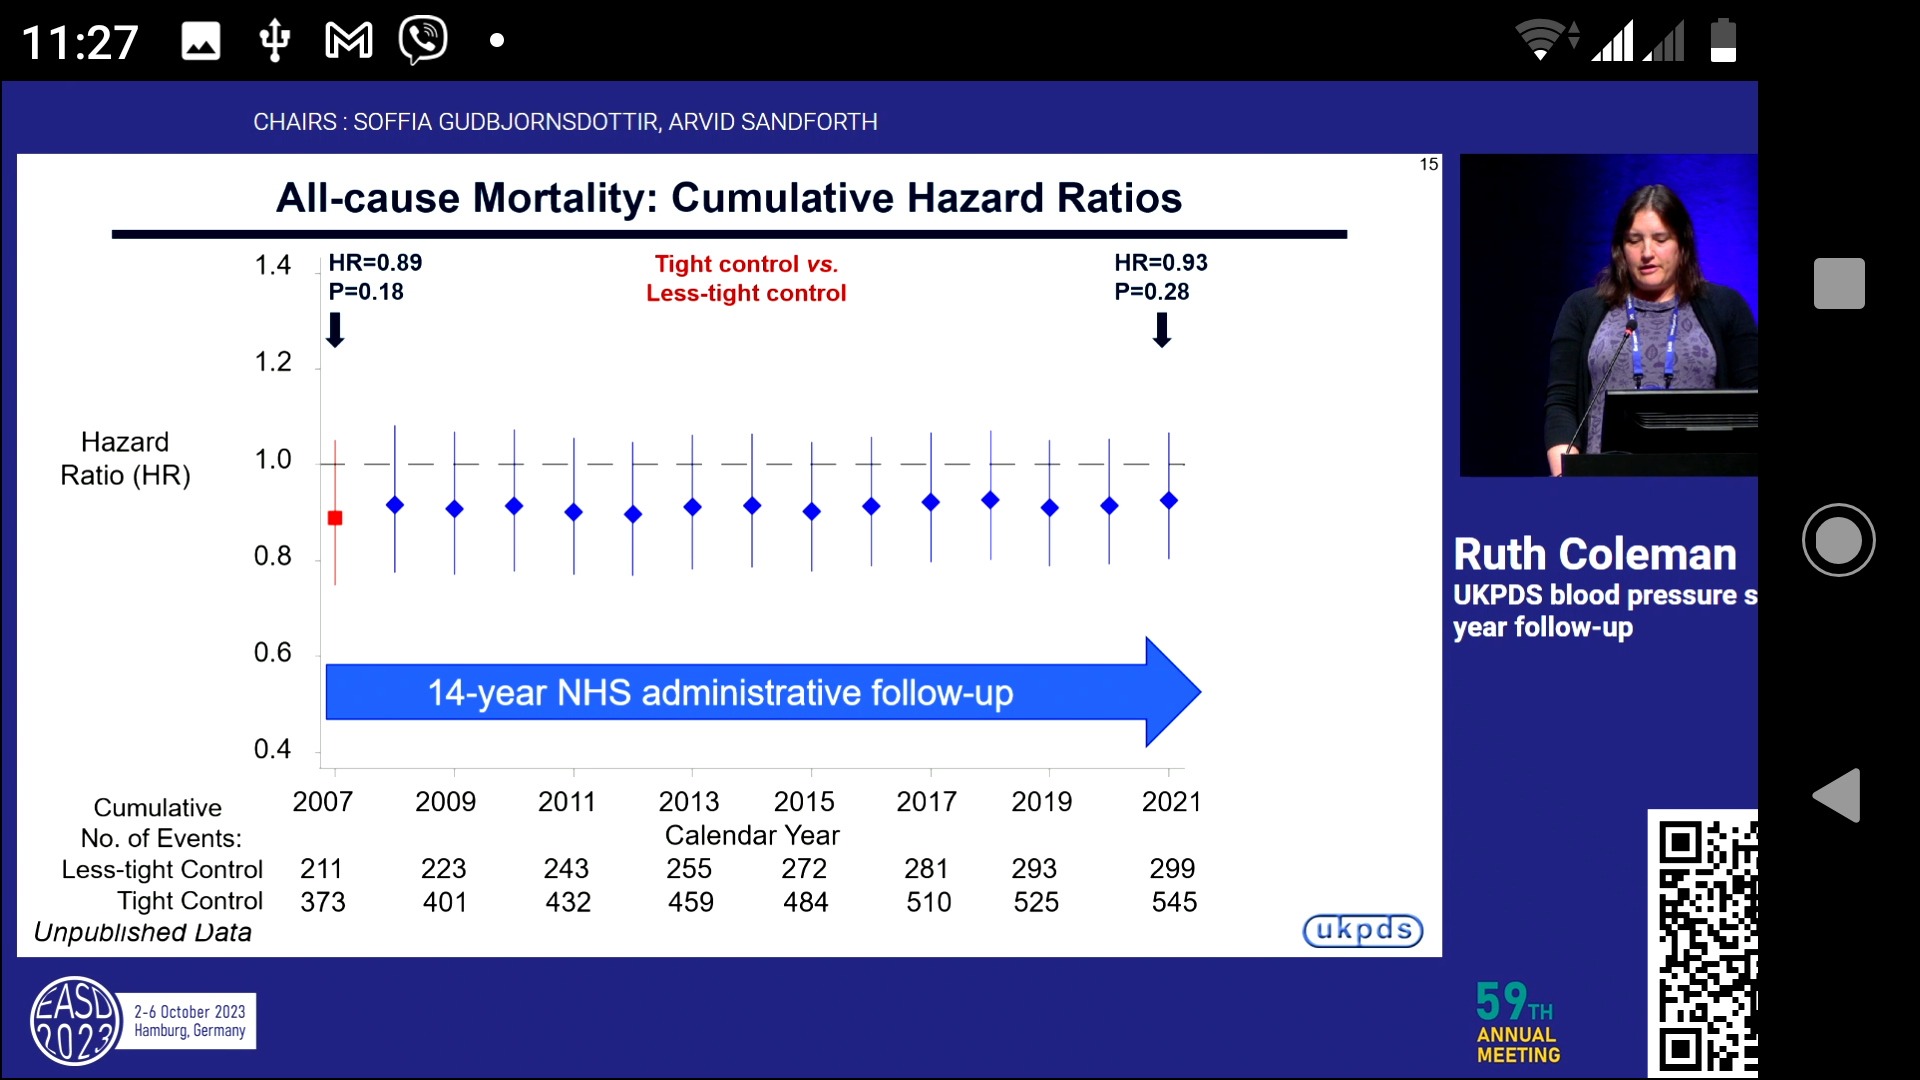 11:27
CHAIRS : SOFFIA GUDBJORNSDOTTIR, ARVID SANDFORTH
15
All-cause Mortality: Cumulative Hazard Ratios
1.4
HR=0.89
P=0.18
Tight control vs.
Less-tight control
HR=0.93
P=0.28
1.2
Hazard
Ratio (HR)
1.0
0.8
0.6
14-year NHS administrative follow-up
0.4
2007 2009 2011 2013 2015 2017 2019 2021
Calendar Year
Cumulative
No. of Events:
Less-tight Control 211 223 243 255 272 281 293 299
Tight Control 373 401 432 459 484 510 525 545
Unpublished Data
ukpds
Ruth Coleman
UKPDS blood pressure s
year follow-up
EASD
2023
2-6 October 2023
Hamburg, Germany
59TH
ANNUAL
MEETING